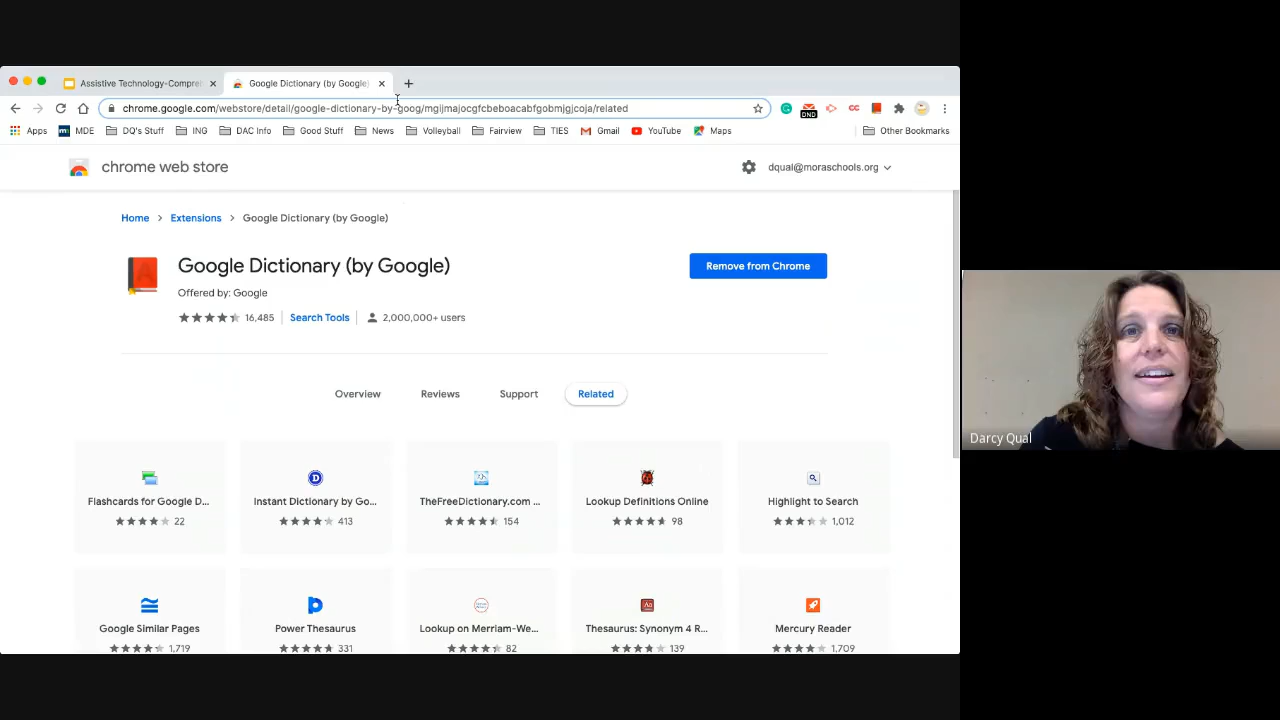 Assistive Technology-Compreh
Google Dictionary (by Google)
chrome.google.com/webstore/detail/google-dictionary-by-goog/mgijmajocgfcbeboacabfgobmjgjcoja/related
CC
DND
Apps
MDE
DQ's Stuff
ING
DAC Info
Good Stuff
News
Volleyball
Fairview
TIES
Gmail
YouTube
Maps
Other Bookmarks
chrome web store
dqual@moraschools.org
Home > Extensions > Google Dictionary (by Google)
Google Dictionary (by Google)
Remove from Chrome
Offered by: Google
16,485
Search Tools
2,000,000+ users
Overview
Reviews
Support
Related
Flashcards for Google D...
22
Instant Dictionary by Go...
413
TheFreeDictionary.com ...
154
Lookup Definitions Online
98
Highlight to Search
1,012
Google Similar Pages
1,719
Power Thesaurus
331
Lookup on Merriam-We...
82
Thesaurus: Synonym 4 R...
139
Mercury Reader
1,709
Darcy Qual